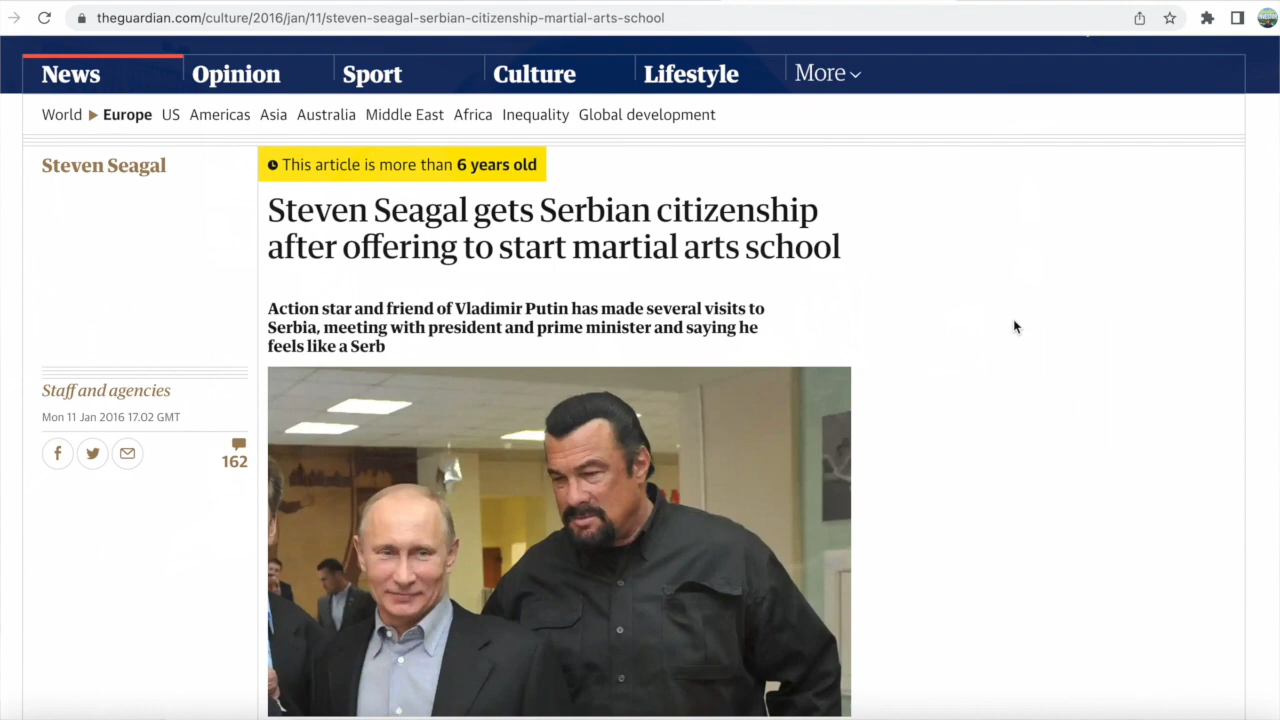 theguardian.com/culture/2016/jan/11/steven-seagal-serbian-citizenship-martial-arts-school
News Opinion Sport Culture Lifestyle More
World Europe US Americas Asia Australia Middle East Africa Inequality Global development
Steven Seagal
This article is more than 6 years old
Steven Seagal gets Serbian citizenship
after offering to start martial arts school
Action star and friend of Vladimir Putin has made several visits to
Serbia, meeting with president and prime minister and saying he
feels like a Serb
Staff and agencies
Mon 11 Jan 2016 17.02 GMT
162